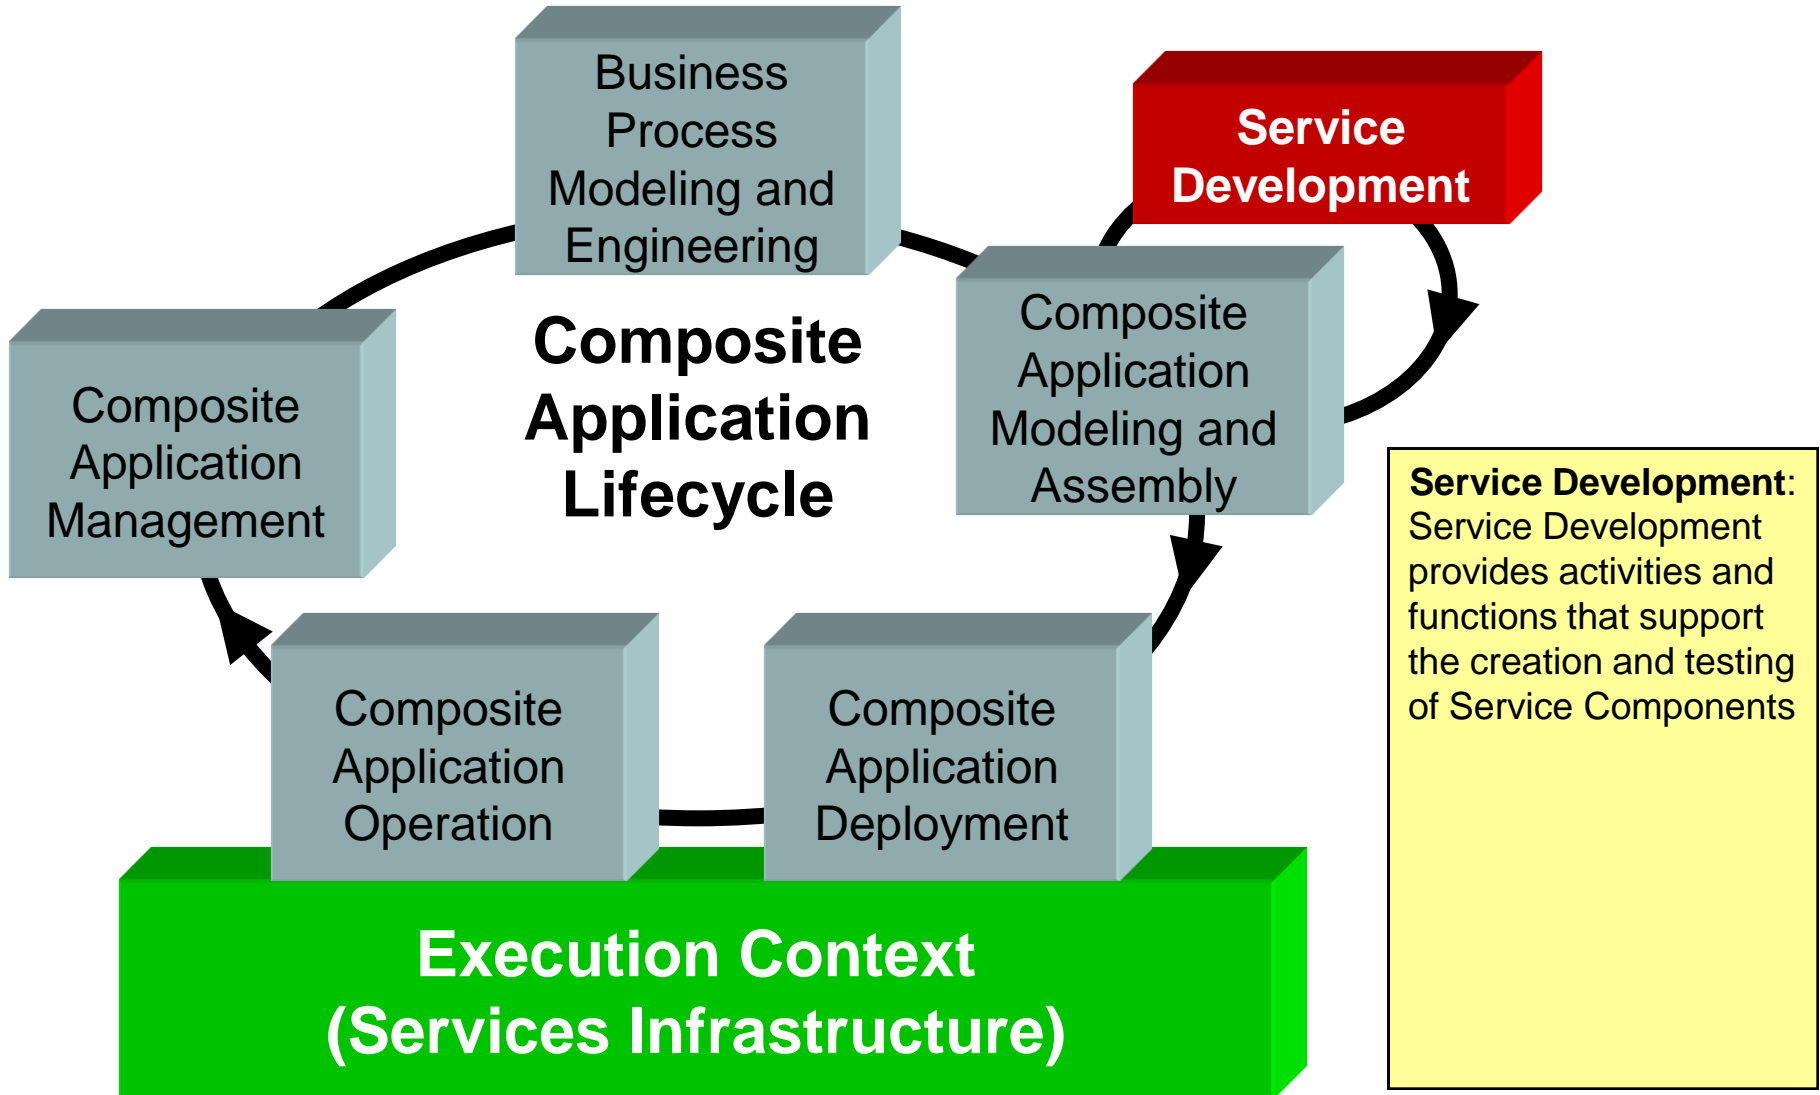 Business
Process
Modeling and
Engineering
Service
Development
Composite
Application
Modeling and
Assembly
Composite
Application
Lifecycle
Composite
Application
Management
Composite
Application
Operation
Composite
Application
Deployment
Execution Context
(Services Infrastructure)
Service Development:
Service Development
provides activities and
functions that support
the creation and testing
of Service Components